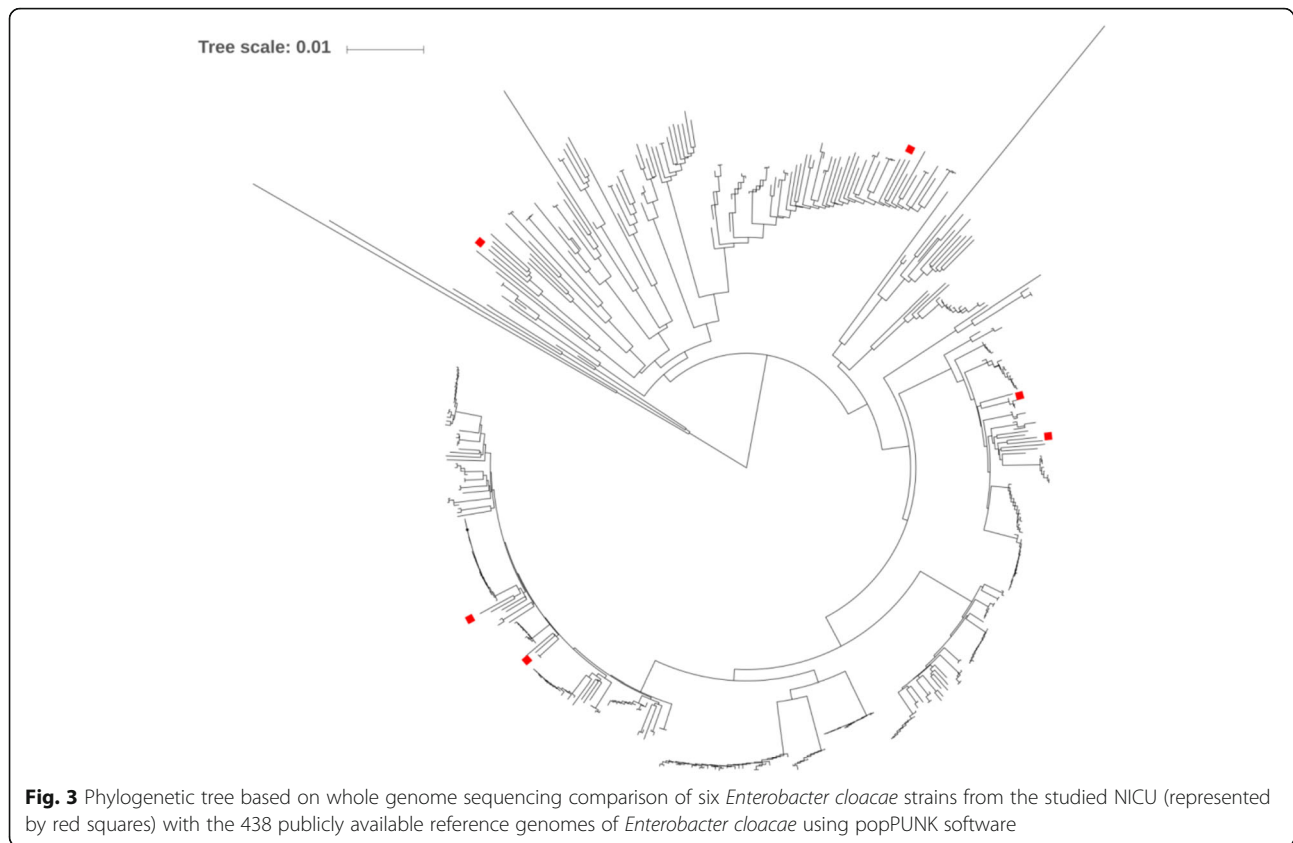 Tree scale: 0.01
Fig. 3 Phylogenetic tree based on whole genome sequencing comparison of six Enterobacter cloacae strains from the studied NICU (represented
by red squares) with the 438 publicly available reference genomes of Enterobacter cloacae using popPUNK software